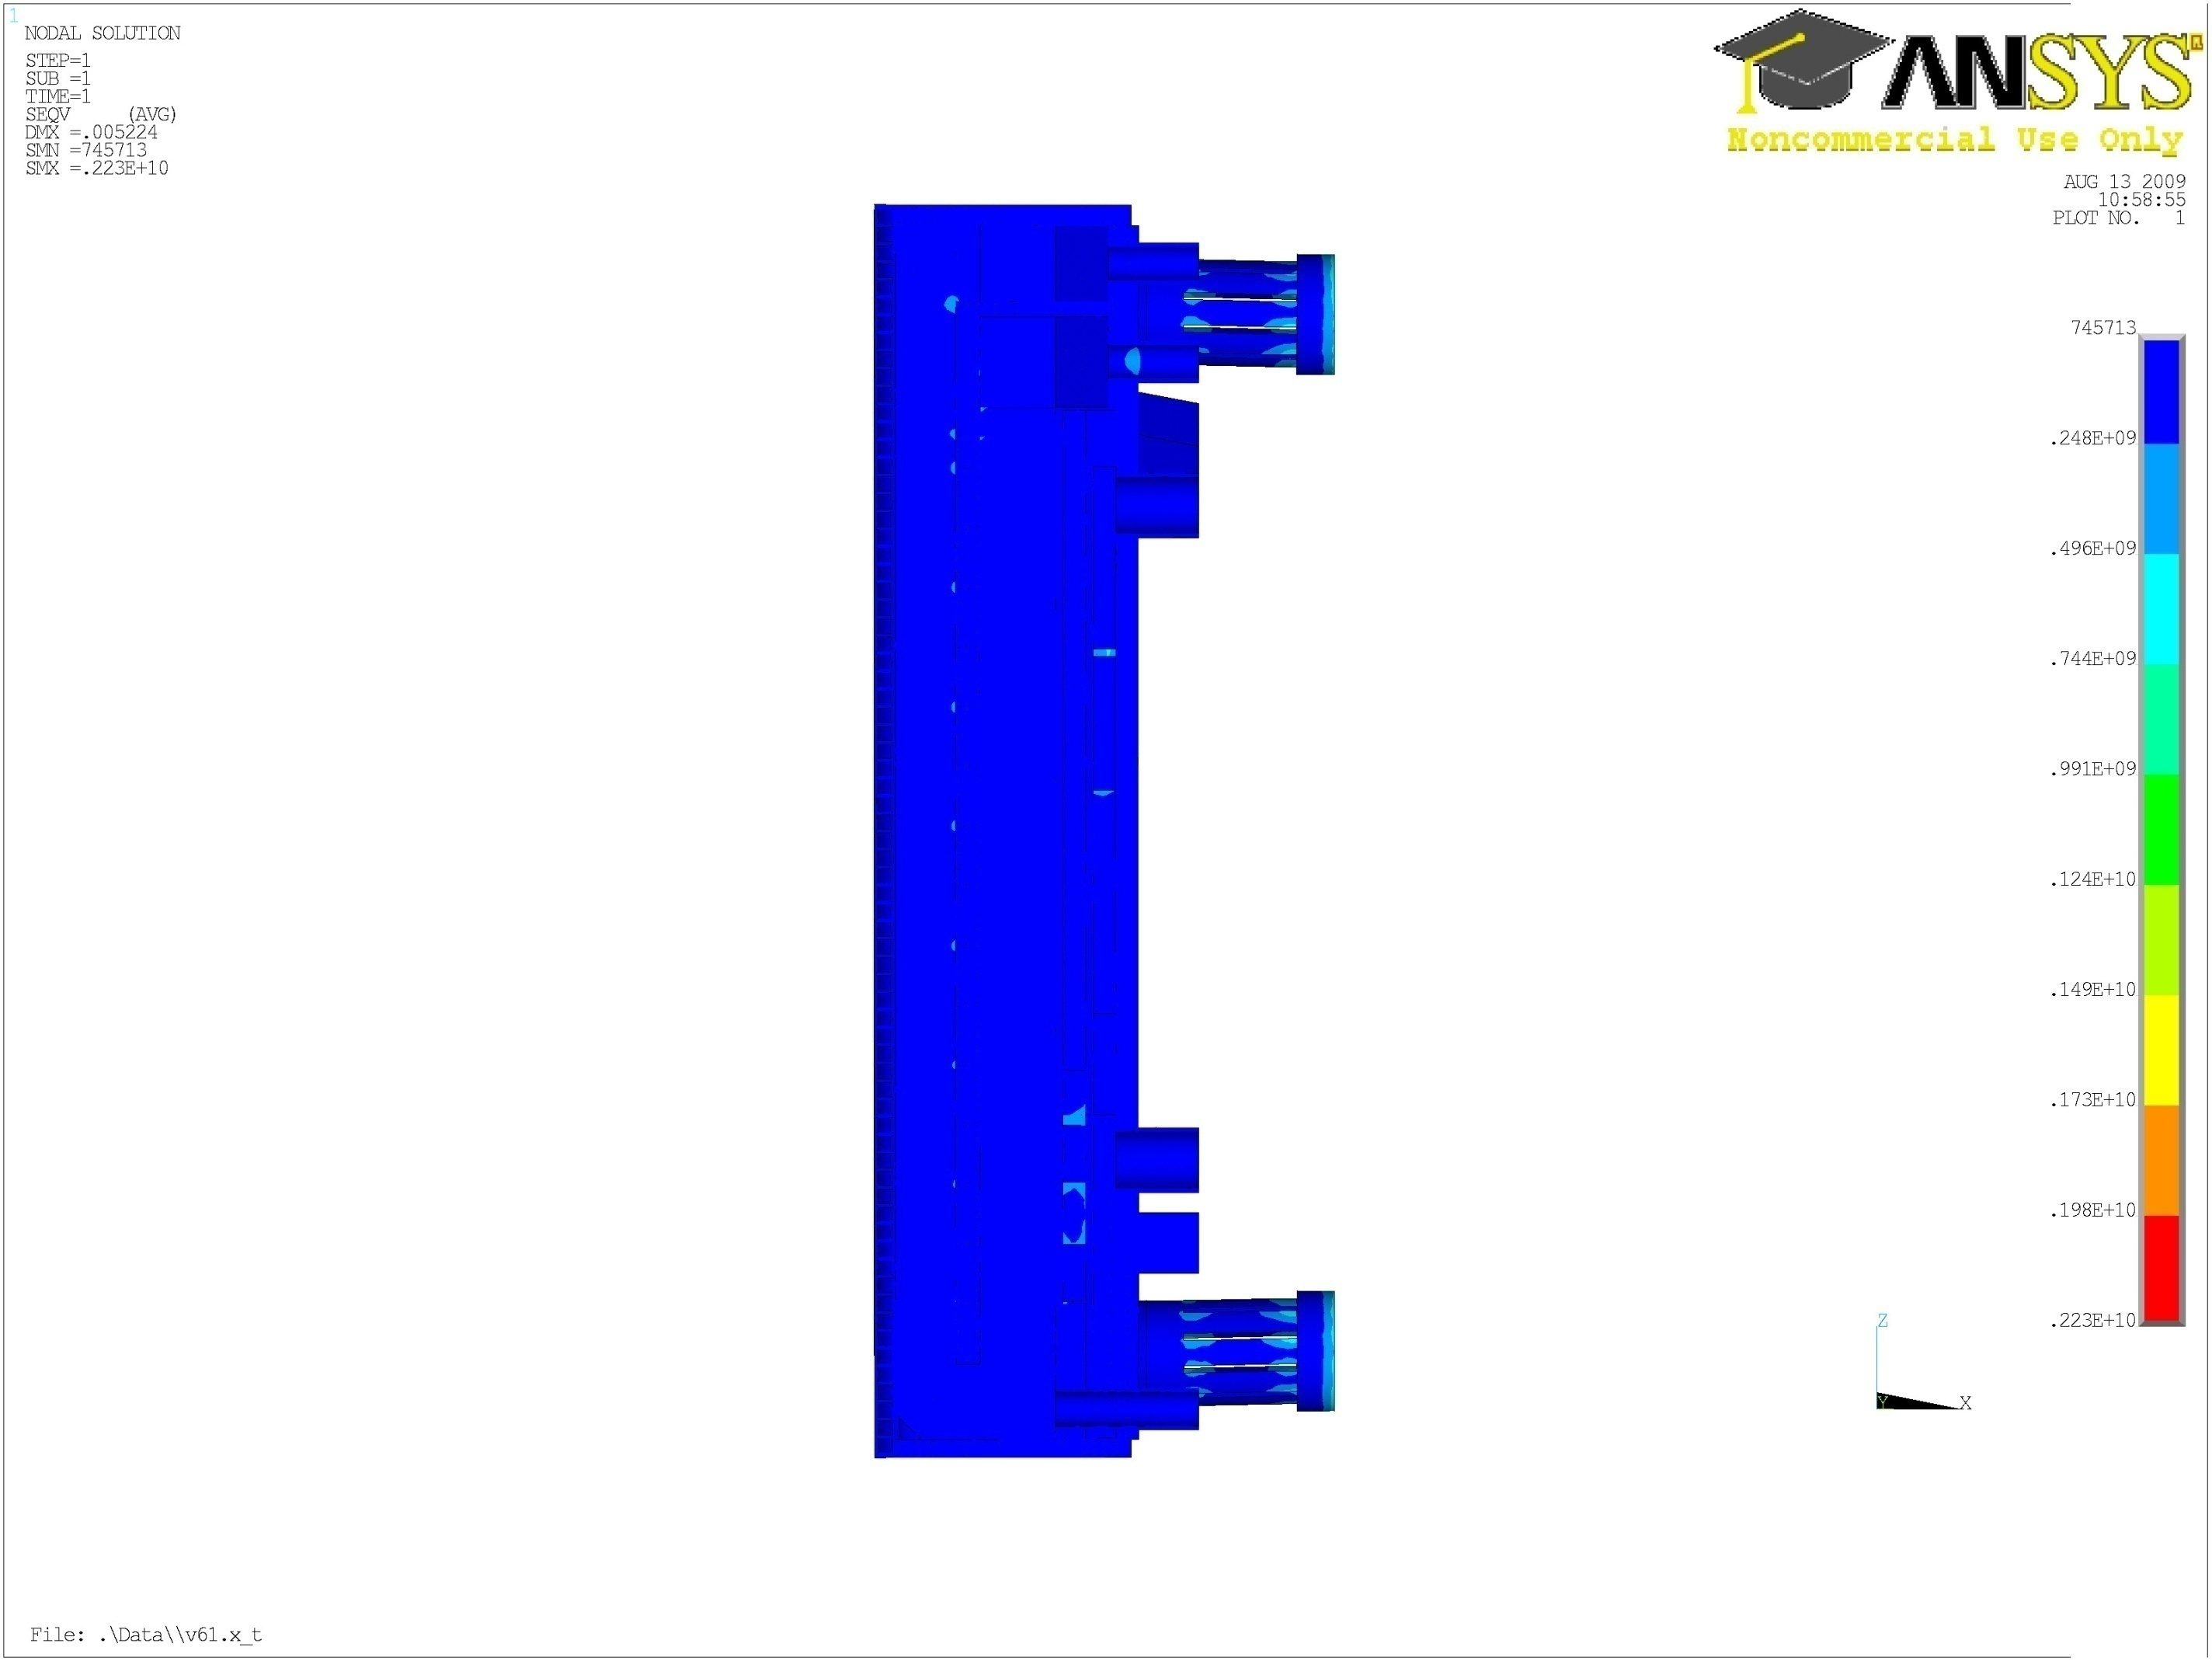 1
NODAL SOLUTION
STEP=1
SUB =1
TIME=1
SEQV (AVG)
DMX =.005224
SMN =745713
SMX =.223E+10
ANSYS
Noncommercial Use Only
AUG 13 2009
10:58:55
PLOT NO. 1
745713
.248E+09
.496E+09
.744E+09
.991E+09
.124E+10
.149E+10
.173E+10
.198E+10
.223E+10
Z
Y
X
File: .\Data\\v61.x_t